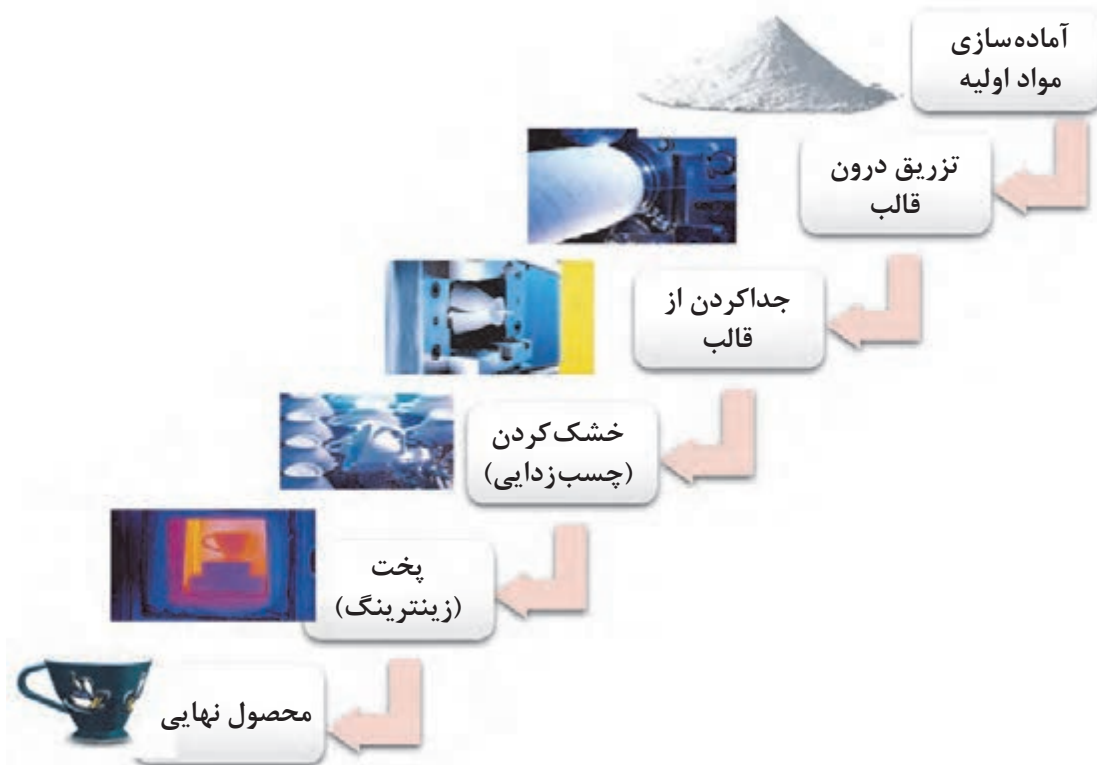 آماده‌سازی
مواد اولیه
تزریق درون
قالب
جداکردن از
قالب
خشک‌کردن
(چسب‌زدایی)
پخت
(زینترینگ)
محصول نهایی